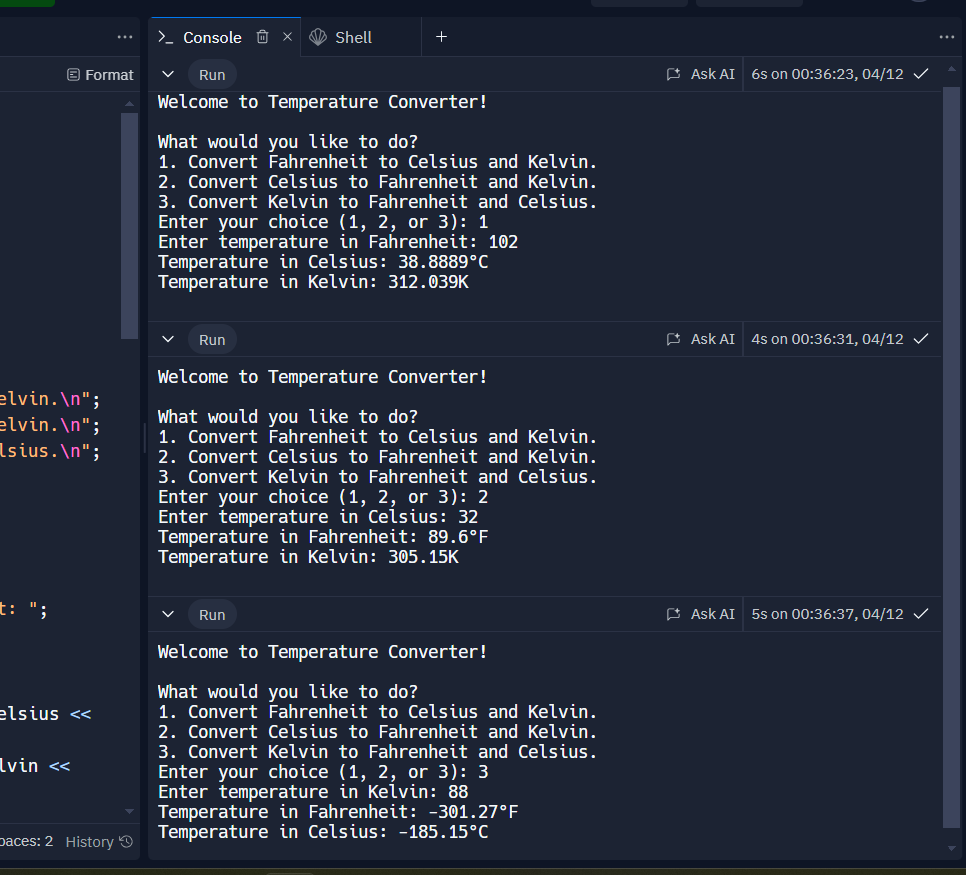 Console
Shell
Format
Run
Ask AI
6s on 00:36:23, 04/12
Welcome to Temperature Converter!
What would you like to do?
1. Convert Fahrenheit to Celsius and Kelvin.
2. Convert Celsius to Fahrenheit and Kelvin.
3. Convert Kelvin to Fahrenheit and Celsius.
Enter your choice (1, 2, or 3): 1
Enter temperature in Fahrenheit: 102
Temperature in Celsius: 38.8889°C
Temperature in Kelvin: 312.039K
Run
Ask AI
4s on 00:36:31, 04/12
Welcome to Temperature Converter!
What would you like to do?
1. Convert Fahrenheit to Celsius and Kelvin.
2. Convert Celsius to Fahrenheit and Kelvin.
3. Convert Kelvin to Fahrenheit and Celsius.
Enter your choice (1, 2, or 3): 2
Enter temperature in Celsius: 32
Temperature in Fahrenheit: 89.6°F
Temperature in Kelvin: 305.15K
Run
Ask AI
5s on 00:36:37, 04/12
Welcome to Temperature Converter!
What would you like to do?
1. Convert Fahrenheit to Celsius and Kelvin.
2. Convert Celsius to Fahrenheit and Kelvin.
3. Convert Kelvin to Fahrenheit and Celsius.
Enter your choice (1, 2, or 3): 3
Enter temperature in Kelvin: 88
Temperature in Fahrenheit: -301.27°F
Temperature in Celsius: -185.15°C
elvin.\n";
elvin.\n";
lsius.\n";
t: ";
elsius <<
lvin <<
paces: 2
History